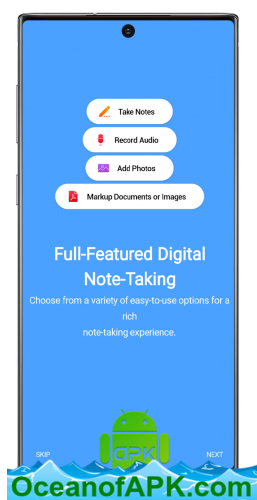 Take Notes
Record Audio
Add Photos
Markup Documents or Images
Full-Featured Digital
Note-Taking
Choose from a variety of easy-to-use options for a
rich
note-taking experience.
APK
SKIP
NEXT
OceanofAPK.com